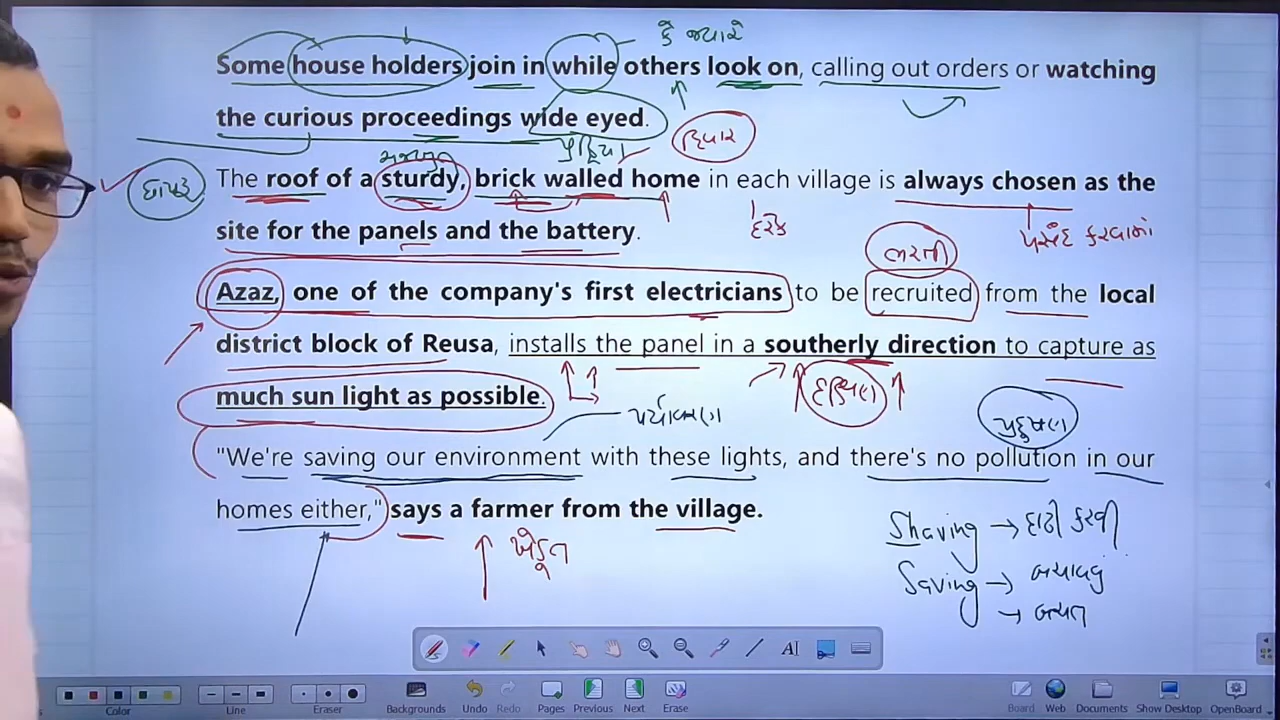 કે જ્યારે
Some house holders join in while others look on, calling out orders or watching
the curious proceedings wide eyed.
મજબૂત
વિચાર
The roof of a sturdy, brick walled home in each village is always chosen as the
દરેક
પસંદ કરવામાં
site for the panels and the battery.
ભરતી
Azaz, one of the company's first electricians to be recruited from the local
district block of Reusa, installs the panel in a southerly direction to capture as
દક્ષિણ
much sun light as possible.
પર્યાવરણ
પ્રદુષણ
"We're saving our environment with these lights, and there's no pollution in our
homes either," says a farmer from the village.
ખેડૂત
Shaving → દાઢી કરવી
Saving → બચાવવું
→ બચત
Color
Line
Eraser
Backgrounds
Undo
Redo
Pages
Previous
Next
Erase
Board
Web
Documents
Show Desktop
OpenBoard